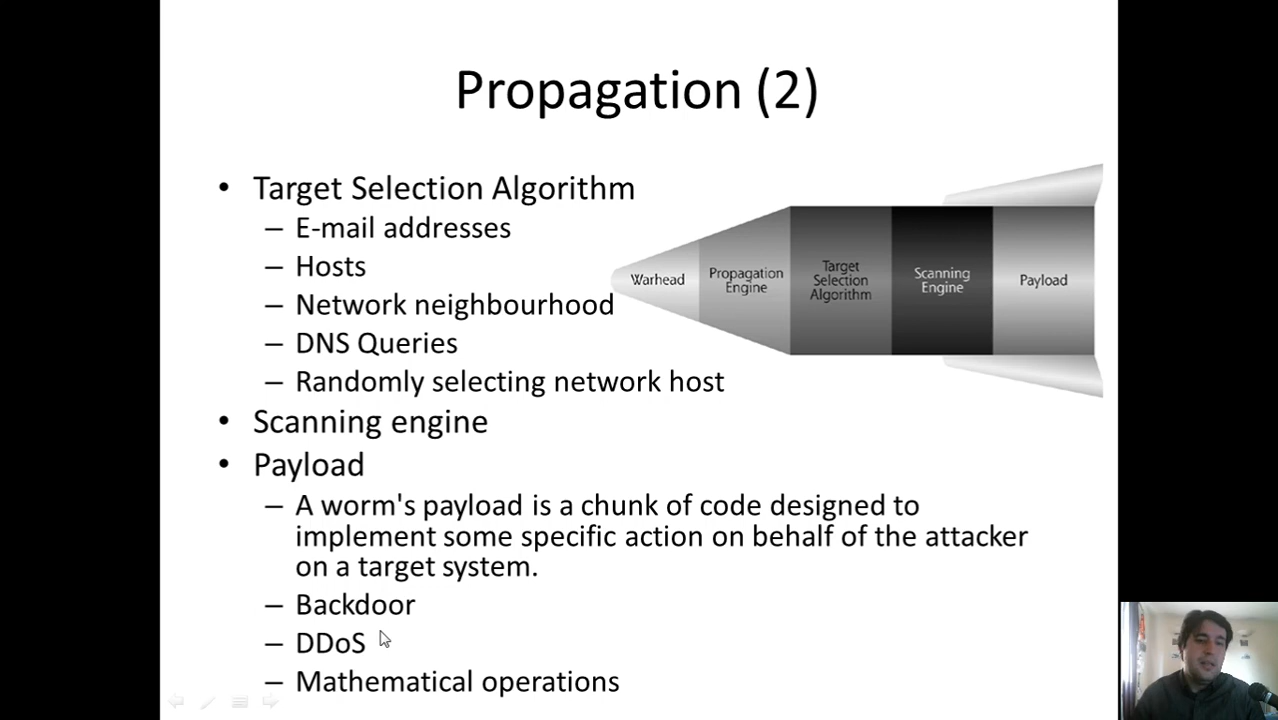 Propagation (2)
• Target Selection Algorithm
– E-mail addresses
– Hosts
– Network neighbourhood
– DNS Queries
– Randomly selecting network host
• Scanning engine
• Payload
– A worm's payload is a chunk of code designed to
implement some specific action on behalf of the attacker
on a target system.
– Backdoor
– DDoS
– Mathematical operations
Warhead
Propagation
Engine
Target
Selection
Algorithm
Scanning
Engine
Payload